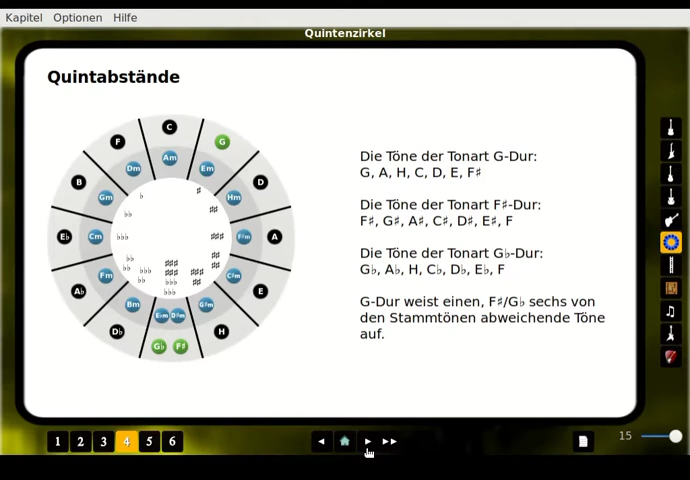 Kapitel Optionen Hilfe
Quintenzirkel
Quintabstände
C
F
G
Am
Dm
Em
B
D
Gm
Hm
E♭
Cm
F♯m
A
A♭
Fm
C♯m
E
Bm
G♯m
E♭m D♯m
D♭
H
G♭ F♯
Die Töne der Tonart G-Dur:
G, A, H, C, D, E, F♯
Die Töne der Tonart F♯-Dur:
F♯, G♯, A♯, C♯, D♯, E♯, F
Die Töne der Tonart G♭-Dur:
G♭, A♭, H, C♭, D♭, E♭, F
G-Dur weist einen, F♯/G♭ sechs von
den Stammtönen abweichende Töne
auf.
1 2 3 4 5 6
15